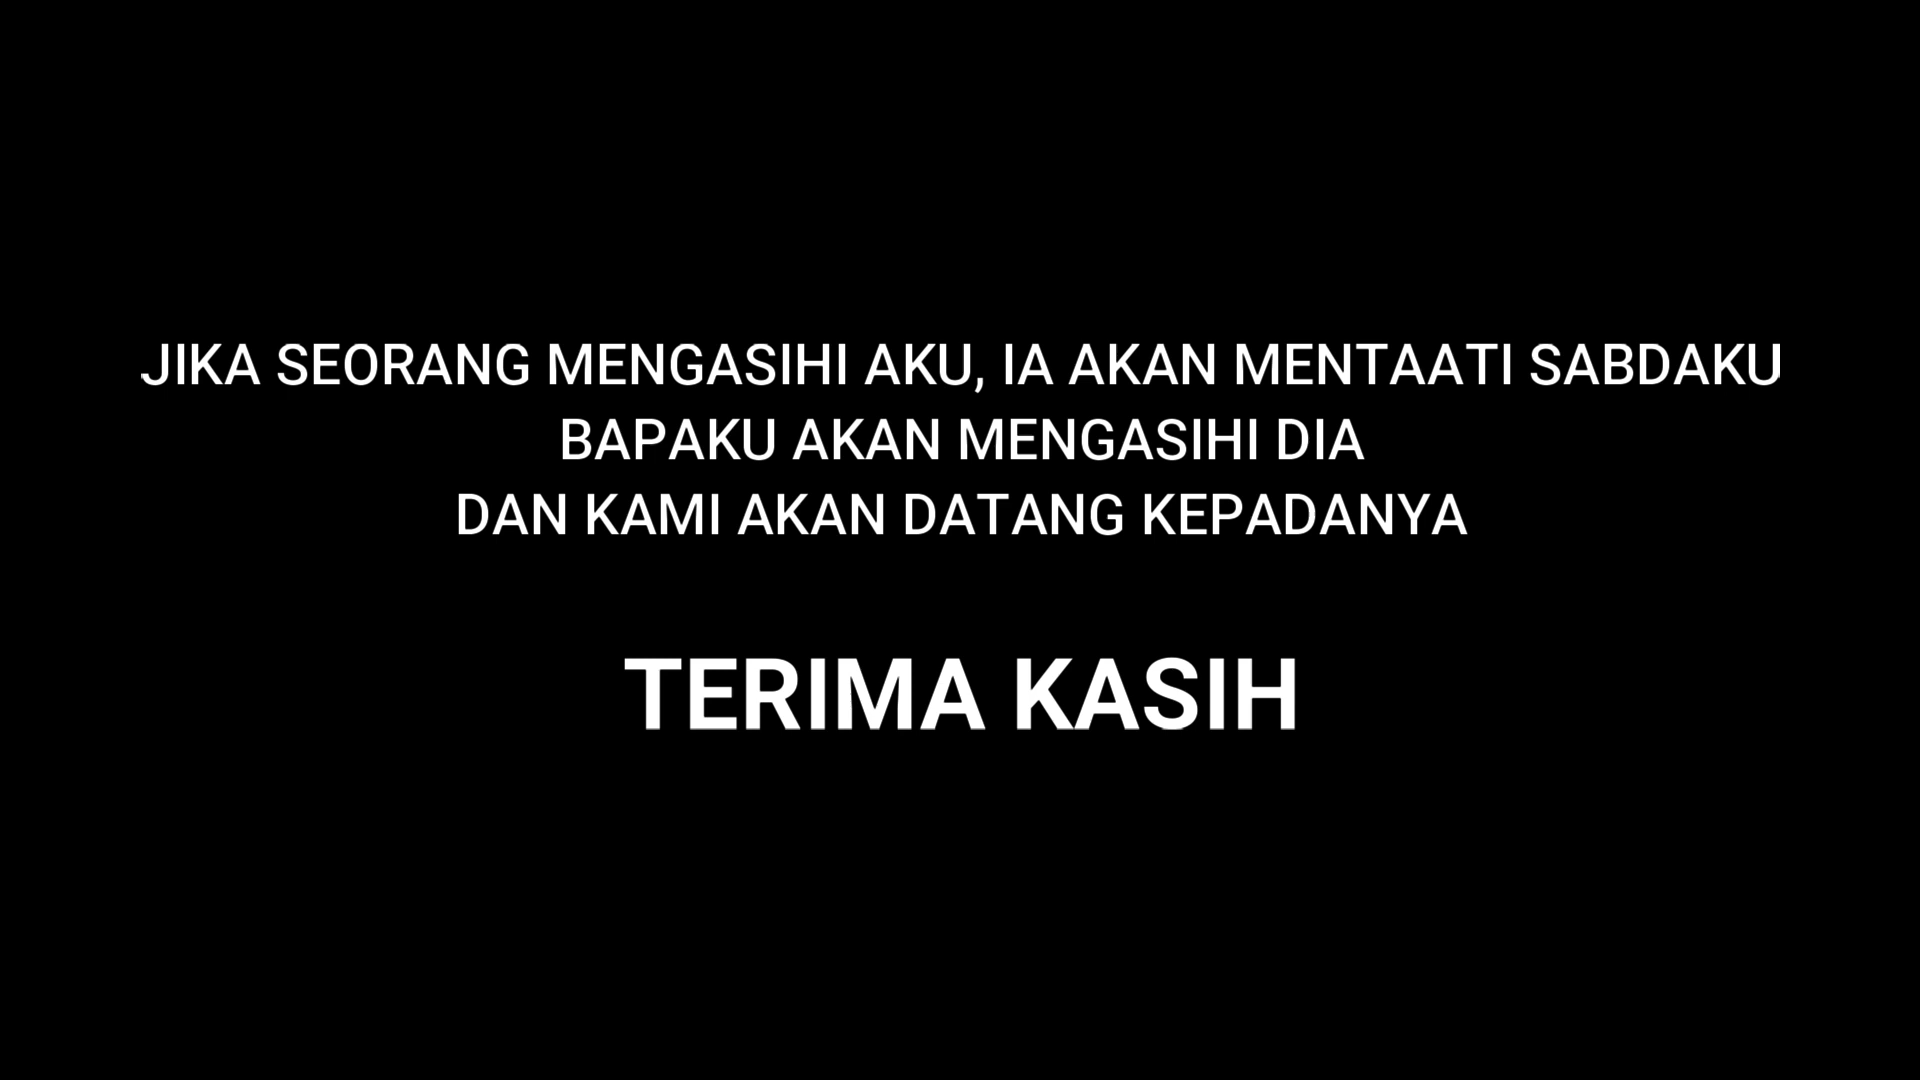 JIKA SEORANG MENGASIHI AKU, IA AKAN MENTAATI SABDAKU
BAPAKU AKAN MENGASIHI DIA
DAN KAMI AKAN DATANG KEPADANYA
TERIMA KASIH